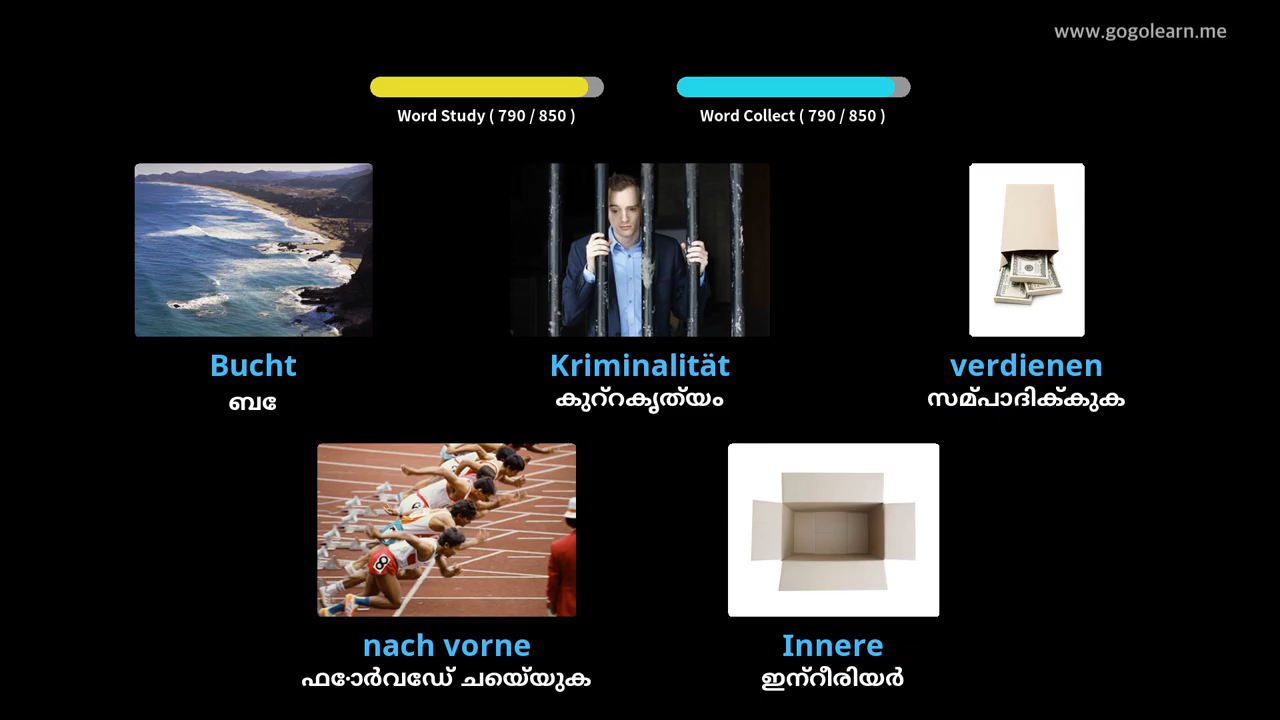 www.gogolearn.me
Word Study ( 790 / 850 )
Word Collect ( 790 / 850 )
Bucht
ബേ
Kriminalität
കുറ്റകൃത്യം
verdienen
സമ്പാദിക്കുക
nach vorne
ഫോർവേഡ് ചെയ്യുക
Innere
ഇന്റീരിയർ